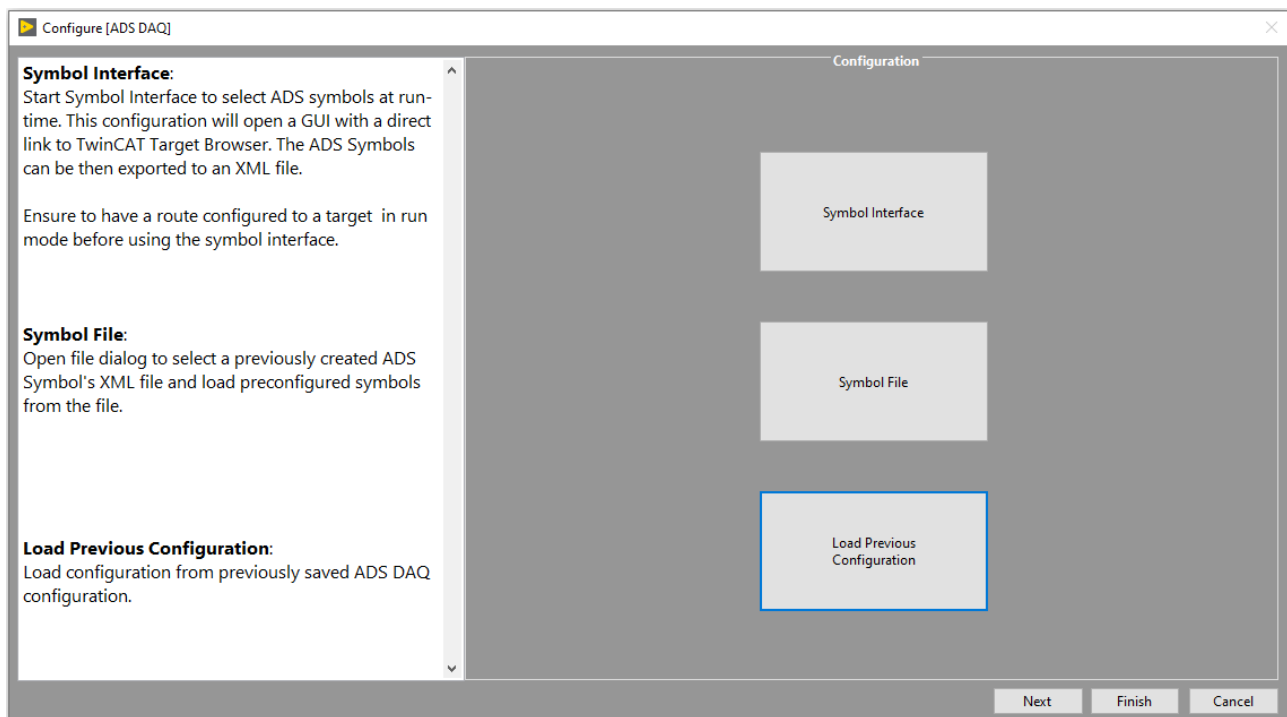 Configure [ADS DAQ]
Symbol Interface:
Start Symbol Interface to select ADS symbols at run-
time. This configuration will open a GUI with a direct
link to TwinCAT Target Browser. The ADS Symbols
can be then exported to an XML file.
Ensure to have a route configured to a target  in run
mode before using the symbol interface.
Symbol File:
Open file dialog to select a previously created ADS
Symbol's XML file and load preconfigured symbols
from the file.
Load Previous Configuration:
Load configuration from previously saved ADS DAQ
configuration.
Configuration
Symbol Interface
Symbol File
Load Previous
Configuration
Next
Finish
Cancel